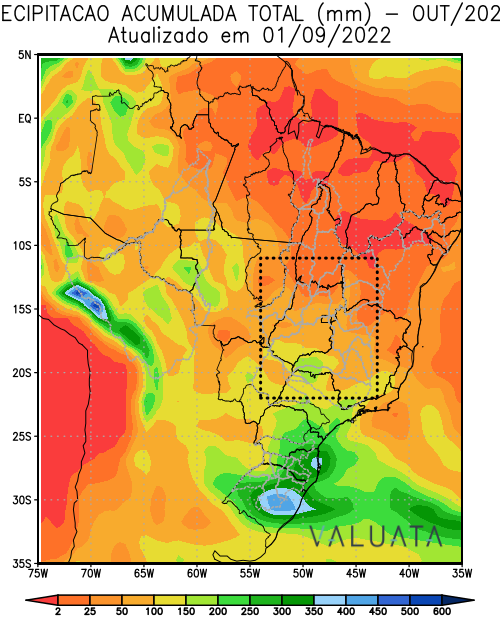 ECIPITACAO ACUMULADA TOTAL (mm) – OUT/202
Atualizado em 01/09/2022
5N
EQ
5S
10S
15S
20S
25S
30S
35S
VALUATA
75W 70W 65W 60W 55W 50W 45W 40W 35W
2 25 50 100 150 200 250 300 350 400 450 500 600